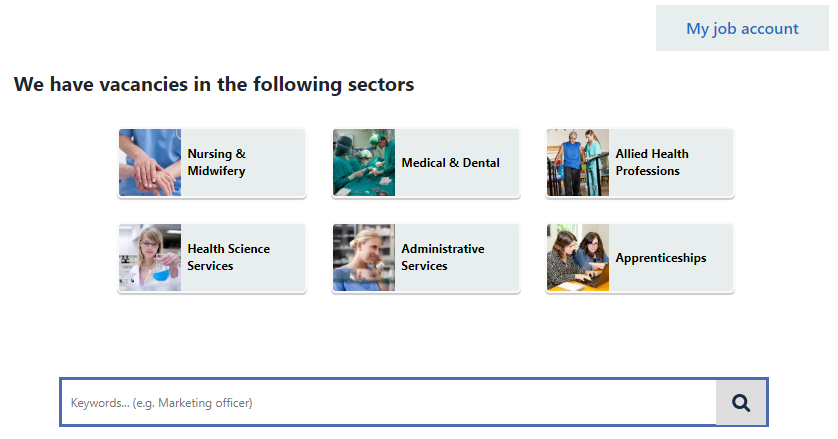 My job account
We have vacancies in the following sectors
Nursing &
Midwifery
Medical & Dental
Allied Health
Professions
Health Science
Services
Administrative
Services
Apprenticeships
Keywords... (e.g. Marketing officer)